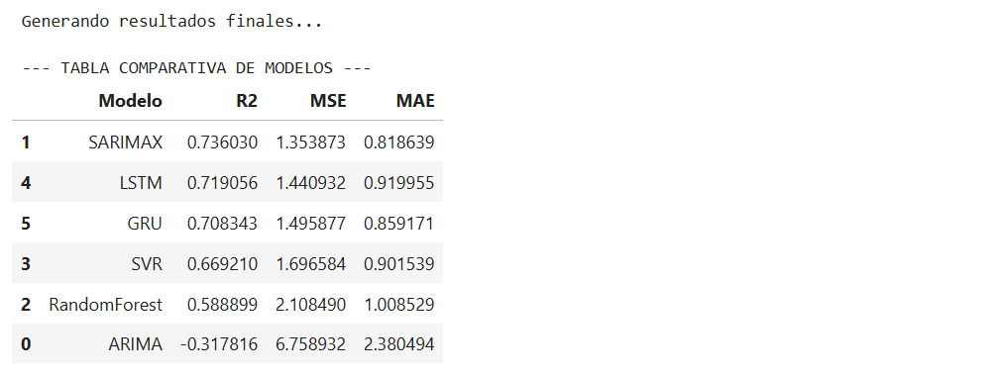 Generando resultados finales...
--- TABLA COMPARATIVA DE MODELOS ---
Modelo R2 MSE MAE
1 SARIMAX 0.736030 1.353873 0.818639
4 LSTM 0.719056 1.440932 0.919955
5 GRU 0.708343 1.495877 0.859171
3 SVR 0.669210 1.696584 0.901539
2 RandomForest 0.588899 2.108490 1.008529
0 ARIMA -0.317816 6.758932 2.380494